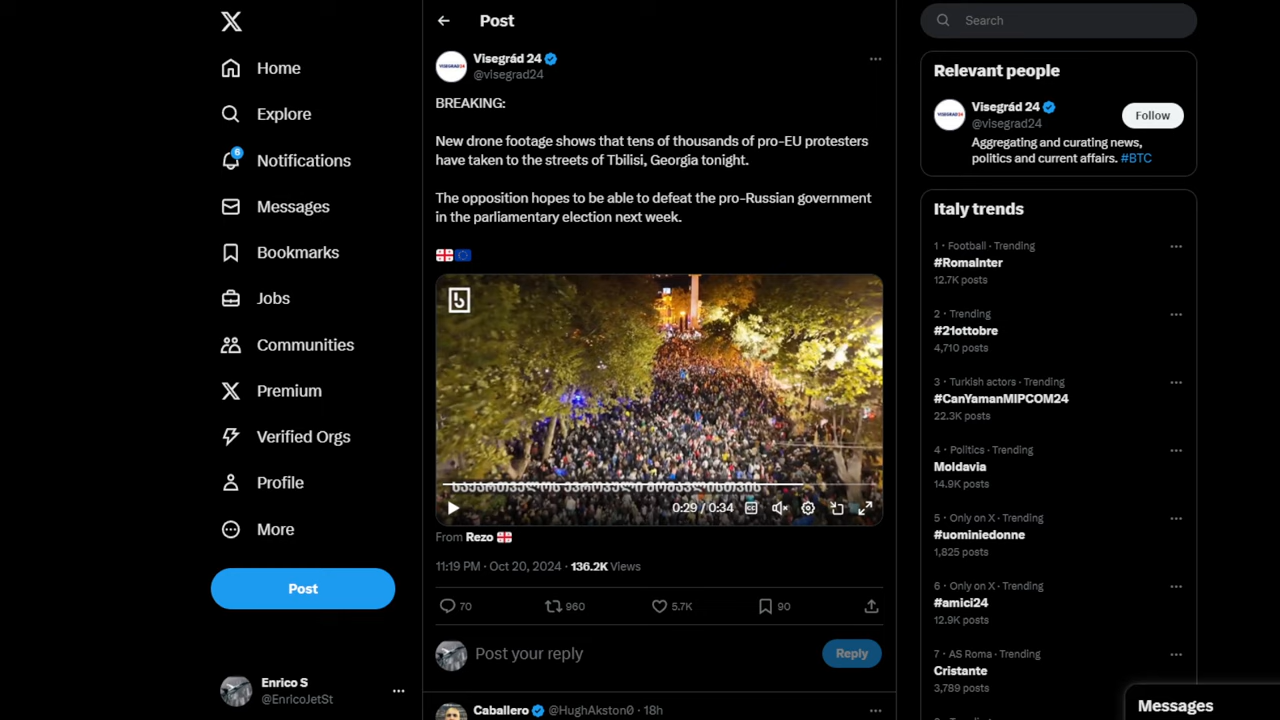 Post
Search
Visegrád 24
@visegrad24
BREAKING:
New drone footage shows that tens of thousands of pro-EU protesters
have taken to the streets of Tbilisi, Georgia tonight.
The opposition hopes to be able to defeat the pro-Russian government
in the parliamentary election next week.
საქართველოს ევროპული მომავლისთვის
0:29 / 0:34
From Rezo
11:19 PM · Oct 20, 2024 · 136.2K Views
70
960
5.7K
90
Post your reply
Reply
Caballero @HughAkston0 · 18h
Home
Explore
6
Notifications
Messages
Bookmarks
Jobs
Communities
Premium
Verified Orgs
Profile
More
Post
Enrico S
@EnricoJetSt
Relevant people
Visegrád 24
@visegrad24
Follow
Aggregating and curating news,
politics and current affairs. #BTC
Italy trends
1 · Football · Trending
#RomaInter
12.7K posts
2 · Trending
#21ottobre
4,710 posts
3 · Turkish actors · Trending
#CanYamanMIPCOM24
22.3K posts
4 · Politics · Trending
Moldavia
14.9K posts
5 · Only on X · Trending
#uominiedonne
1,825 posts
6 · Only on X · Trending
#amici24
12.9K posts
7 · AS Roma · Trending
Cristante
3,789 posts
Messages